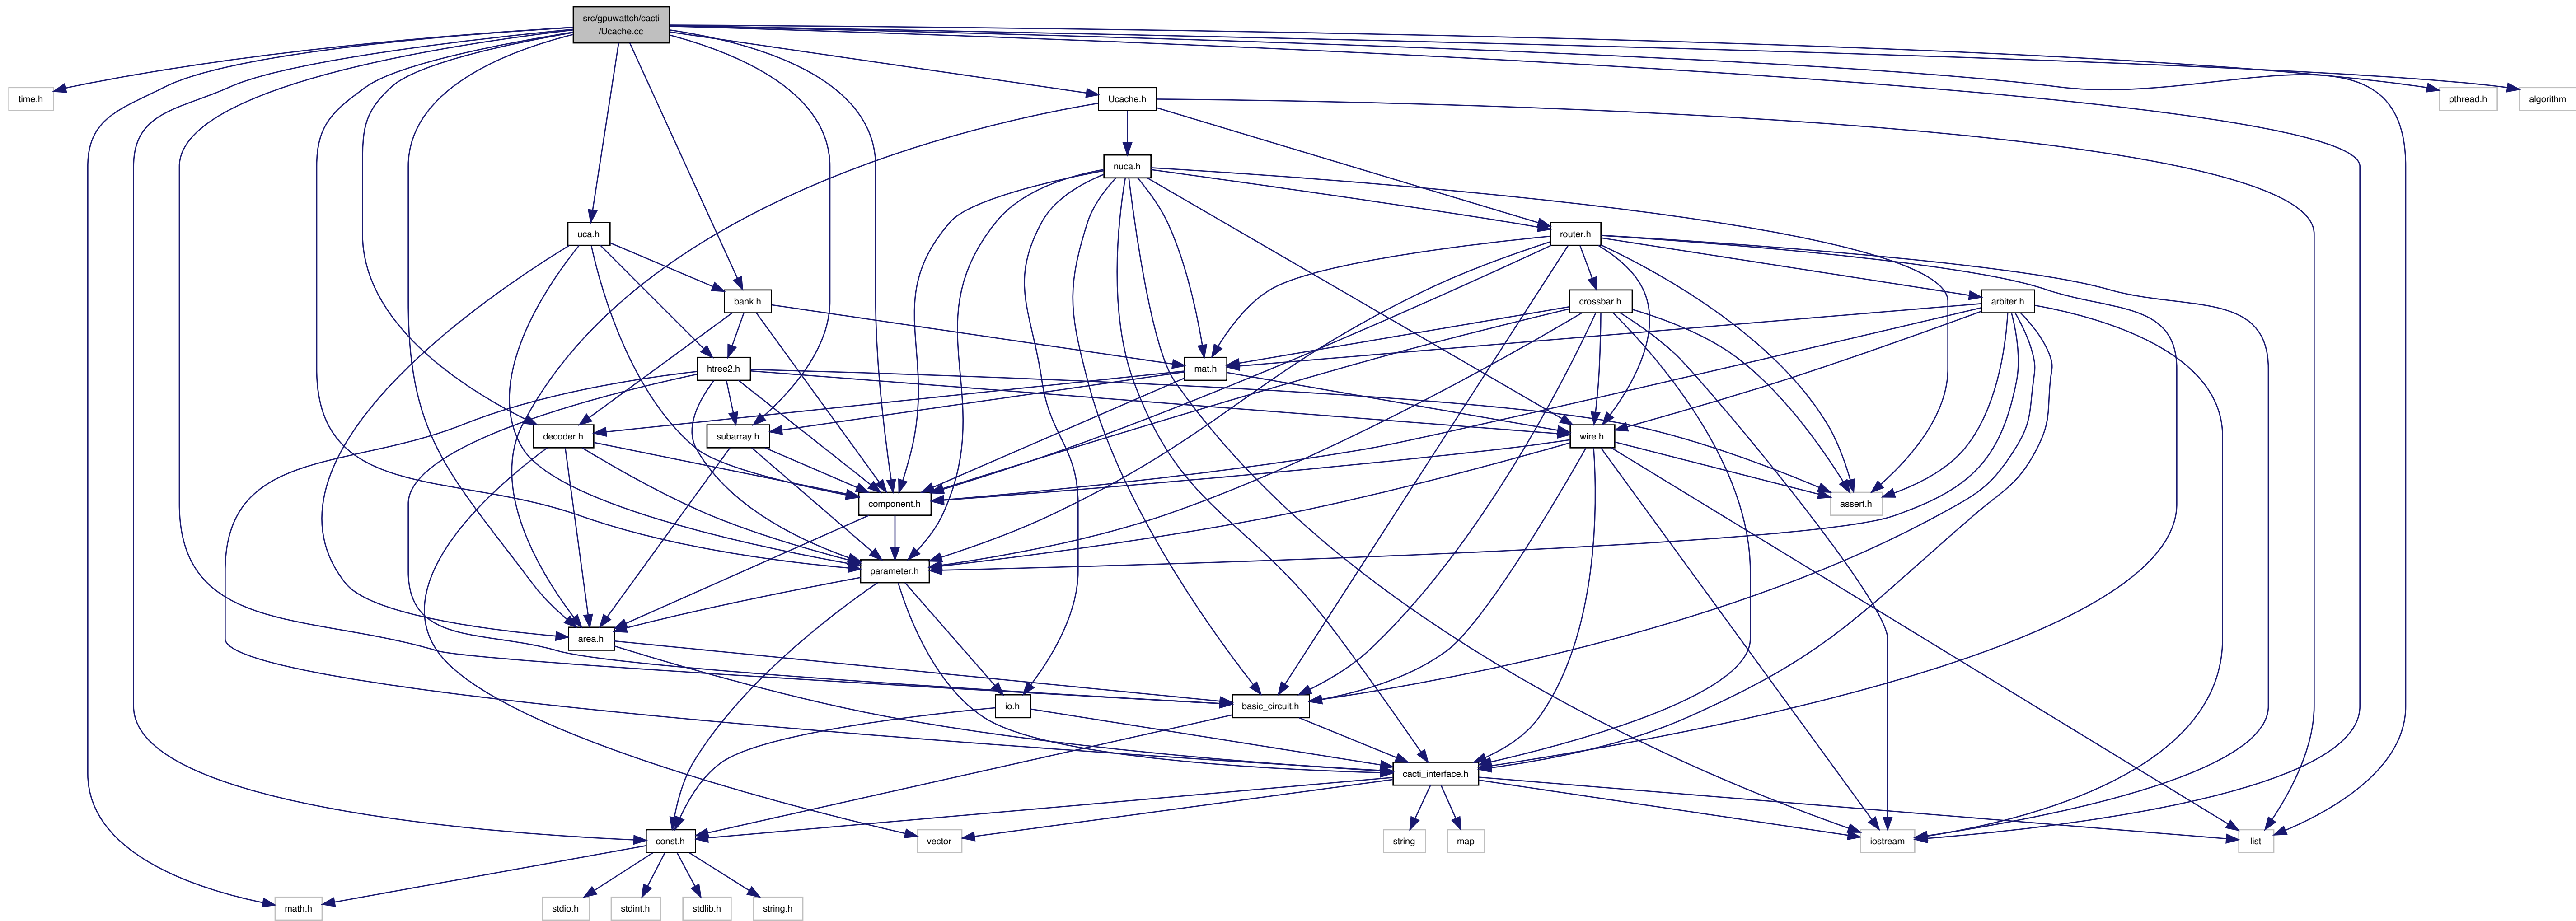 src/gpuwattch/cacti
/Ucache.cc
time.h
Ucache.h
pthread.h
algorithm
nuca.h
uca.h
router.h
bank.h
crossbar.h
arbiter.h
htree2.h
mat.h
decoder.h
subarray.h
wire.h
component.h
assert.h
parameter.h
area.h
io.h
basic_circuit.h
cacti_interface.h
const.h
vector
string
map
iostream
list
math.h
stdio.h
stdint.h
stdlib.h
string.h